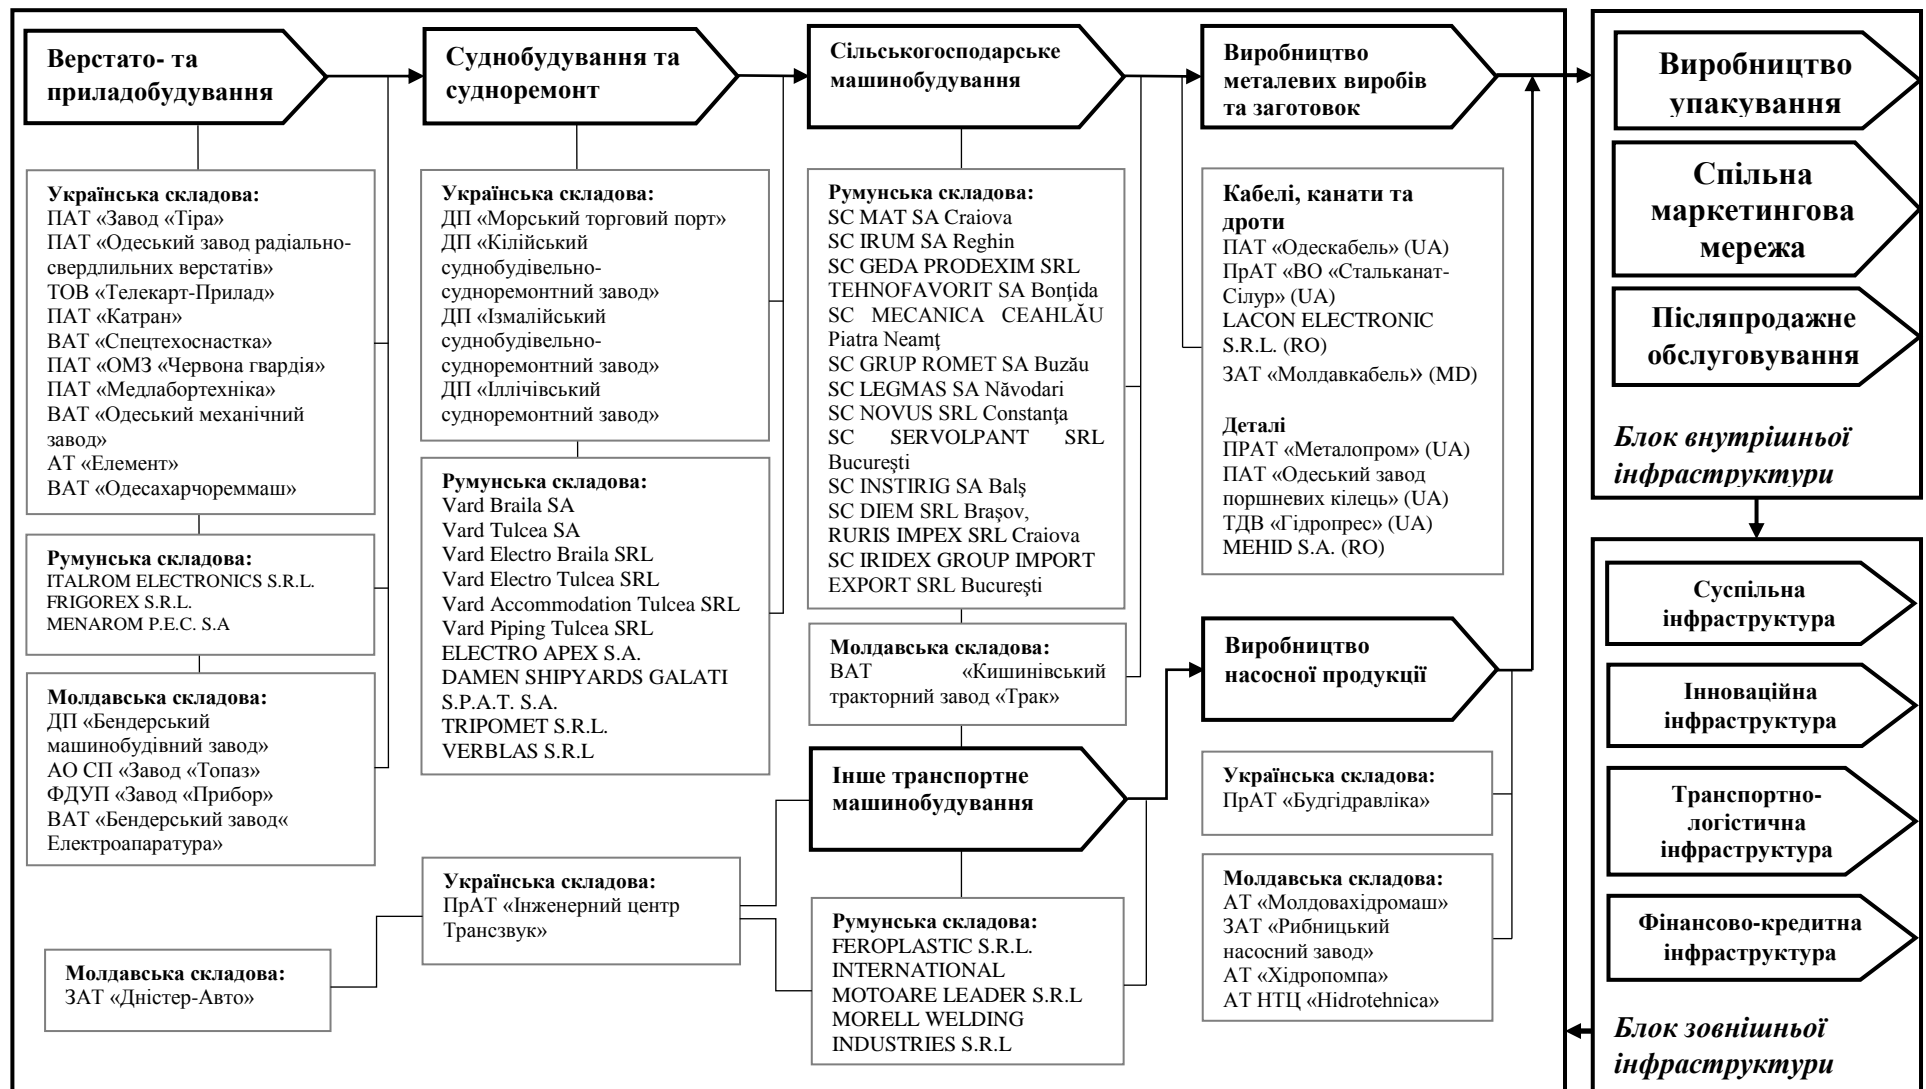 Верстато- та
приладобудування
Українська складова:
ПАТ «Завод «Тіра»
ПАТ «Одеський завод радіально-
свердлильних верстатів»
ТОВ «Телекарт-Прилад»
ПАТ «Катран»
ВАТ «Спецтехоснастка»
ПАТ «ОМЗ «Червона гвардія»
ПАТ «Медлабортехніка»
ВАТ «Одеський механічний
завод»
АТ «Елемент»
ВАТ «Одесахарчореммаш»
Румунська складова:
ITALROM ELECTRONICS S.R.L.
FRIGOREX S.R.L.
MENAROM P.E.C. S.A
Молдавська складова:
ДП «Бендерський
машинобудівний завод»
АО СП «Завод «Топаз»
ФДУП «Завод «Прибор»
ВАТ «Бендерський завод«
Електроапаратура»
Молдавська складова:
ЗАТ «Дністер-Авто»
Суднобудування та
судноремонт
Українська складова:
ДП «Морський торговий порт»
ДП «Кілійський
суднобудівельно-
судноремонтний завод»
ДП «Ізмалійський
суднобудівельно-
судноремонтний завод»
ДП «Іллічівський
судноремонтний завод»
Румунська складова:
Vard Braila SA
Vard Tulcea SA
Vard Electro Braila SRL
Vard Electro Tulcea SRL
Vard Accommodation Tulcea SRL
Vard Piping Tulcea SRL
ELECTRO APEX S.A.
DAMEN SHIPYARDS GALATI
S.P.A.T. S.A.
TRIPOMET S.R.L.
VERBLAS S.R.L
Українська складова:
ПрАТ «Інженерний центр
Трансзвук»
Сільськогосподарське
машинобудування
Румунська складова:
SC MAT SA Craiova
SC IRUM SA Reghin
SC GEDA PRODEXIM SRL
TEHNOFAVORIT SA Bonţida
SC MECANICA CEAHLĂU
Piatra Neamţ
SC GRUP ROMET SA Buzău
SC LEGMAS SA Năvodari
SC NOVUS SRL Constanţa
SC SERVOLPANT SRL
Bucureşti
SC INSTIRIG SA Balş
SC DIEM SRL Braşov,
RURIS IMPEX SRL Craiova
SC IRIDEX GROUP IMPORT
EXPORT SRL Bucureşti
Молдавська складова:
ВАТ «Кишинівський
тракторний завод «Трак»
Інше транспортне
машинобудування
Румунська складова:
FEROPLASTIC S.R.L.
INTERNATIONAL
MOTOARE LEADER S.R.L
MORELL WELDING
INDUSTRIES S.R.L
Виробництво
металевих виробів
та заготовок
Кабелі, канати та
дроти
ПАТ «Одескабель» (UA)
ПрАТ «ВО «Стальканат-
Сілур» (UA)
LACON ELECTRONIC
S.R.L. (RO)
ЗАТ «Молдавкабель» (MD)
Деталі
ПРАТ «Металопром» (UA)
ПАТ «Одеський завод
поршневих кілець» (UA)
ТДВ «Гідропрес» (UA)
MEHID S.A. (RO)
Виробництво
насосної продукції
Українська складова:
ПрАТ «Будгідравліка»
Молдавська складова:
АТ «Молдовахідромаш»
ЗАТ «Рибницький
насосний завод»
АТ «Хідропомпа»
АТ НТЦ «Hidrotehnica»
Виробництво
упакування
Спільна
маркетингова
мережа
Післяпродажне
обслуговування
Блок внутрішньої
інфраструктури
Суспільна
інфраструктура
Інноваційна
інфраструктура
Транспортно-
логістична
інфраструктура
Фінансово-кредитна
інфраструктура
Блок зовнішньої
інфраструктури